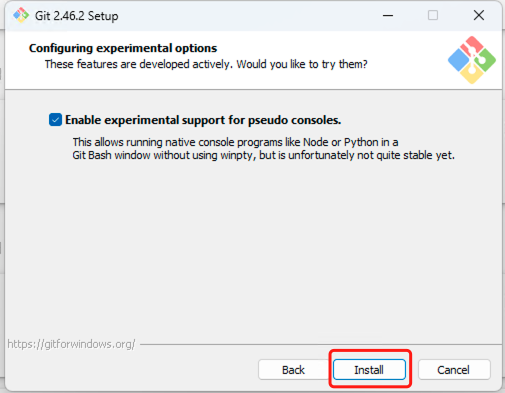 Git 2.46.2 Setup
Configuring experimental options
These features are developed actively. Would you like to try them?
Enable experimental support for pseudo consoles.
This allows running native console programs like Node or Python in a
Git Bash window without using winpty, but is unfortunately not quite stable yet.
https://gitforwindows.org/
Back Install Cancel